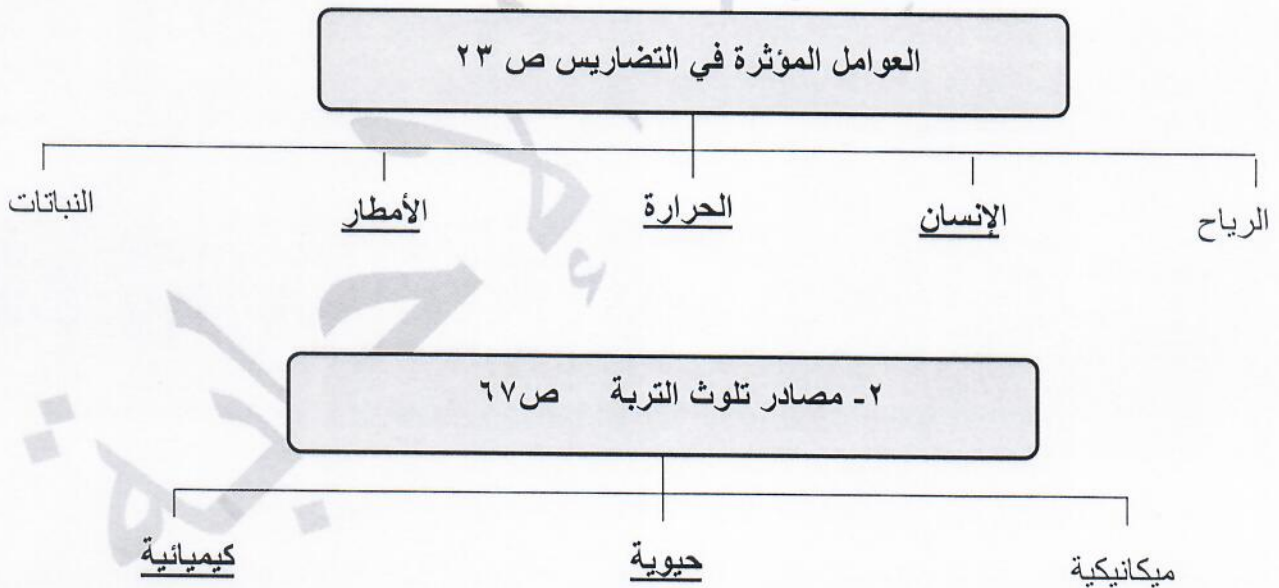 العوامل المؤثرة في التضاريس ص ٢٣
الرياح الإنسان الحرارة الأمطار النباتات
٢- مصادر تلوث التربة ص٦٧
ميكانيكية حيوية كيميائية